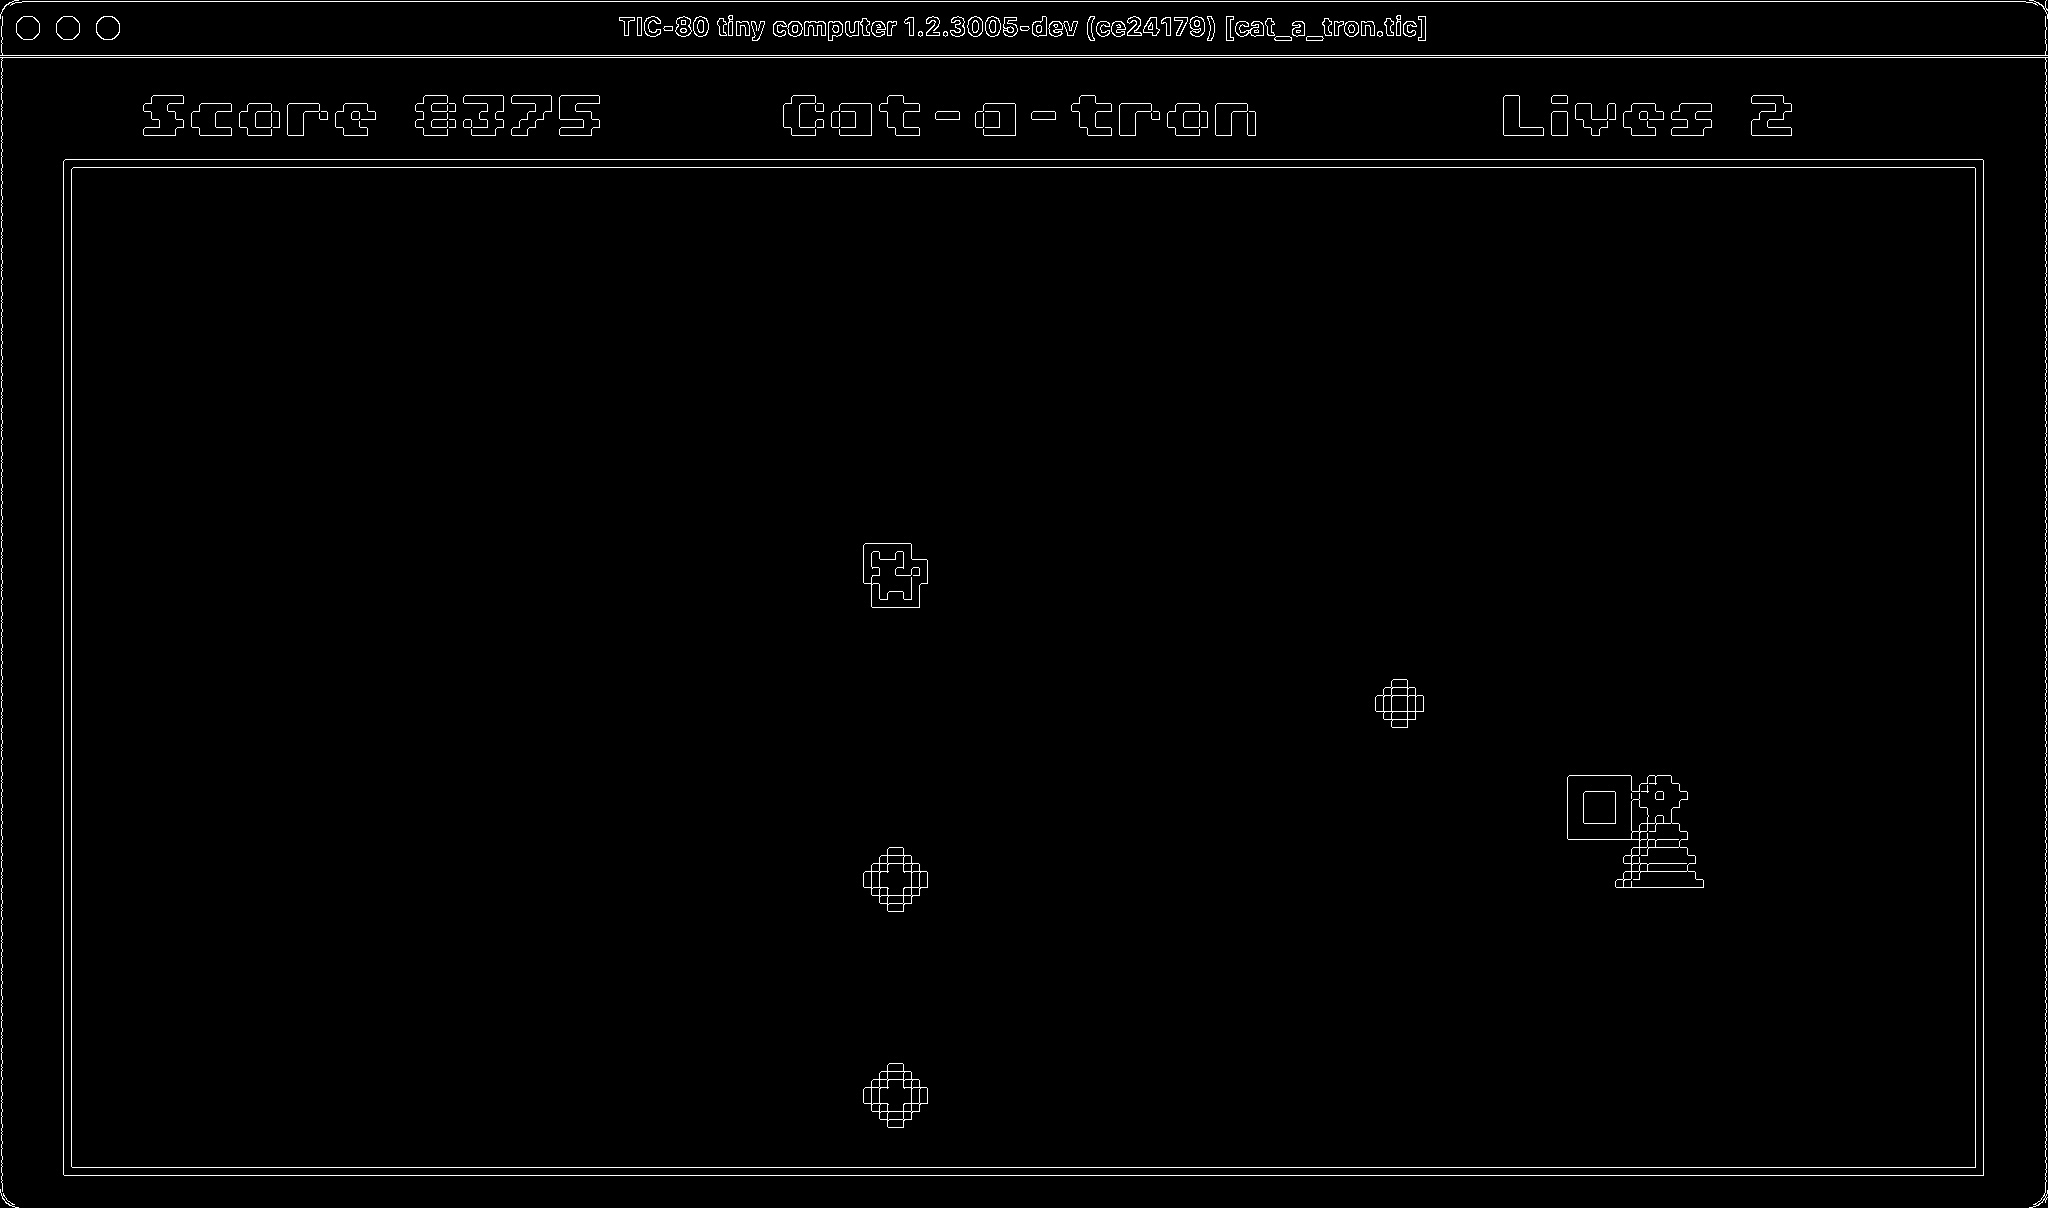 TIC-80 tiny computer 1.2.3005-dev (ce24179) [cat_a_tron.tic]
Score 8375 Cat-a-tron Lives 2